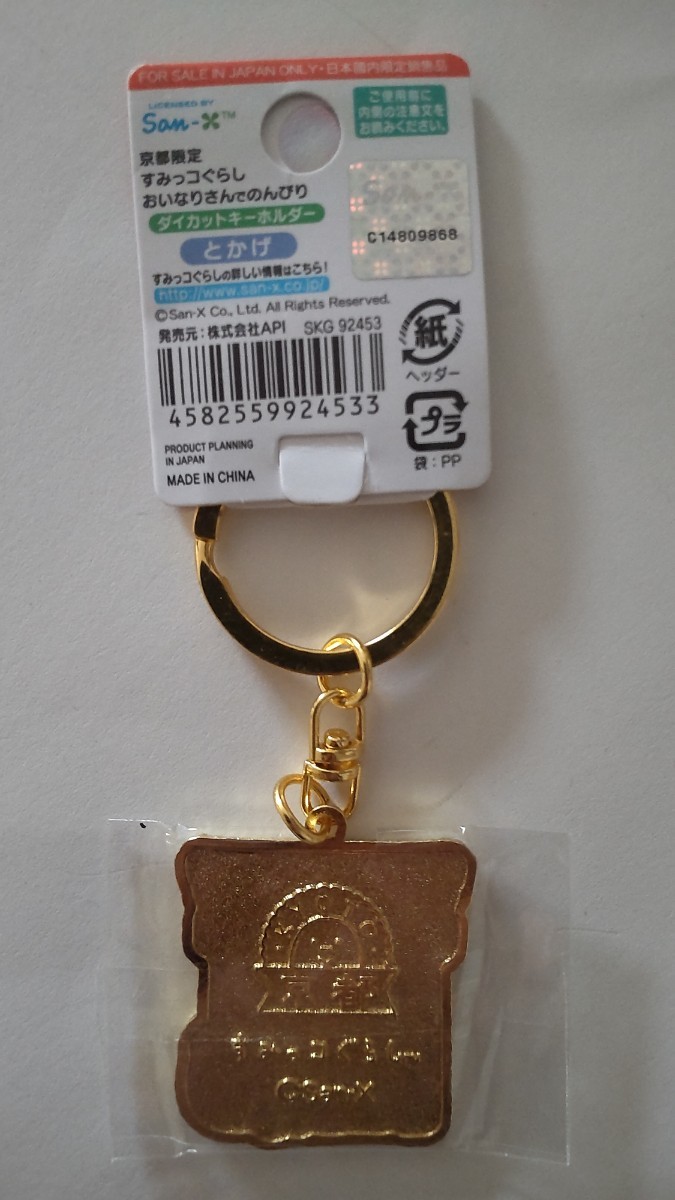 FOR SALE IN JAPAN ONLY・日本国内限定販売品
LICENSED BY
San-X™
ご使用前に
内側の注意文を
お読みください。
京都限定
すみっコぐらし
おいなりさんでのんびり
ダイカットキーホルダー
とかげ
C14809868
すみっコぐらしの詳しい情報はこちら!
http://www.san-x.co.jp/
©San-X Co., Ltd. All Rights Reserved.
発売元:株式会社API SKG 92453
4582559924533
紙
ヘッダー
プラ
袋:PP
PRODUCT PLANNING
IN JAPAN
MADE IN CHINA
KYOTO
京都
すみっコぐらし
©San-X